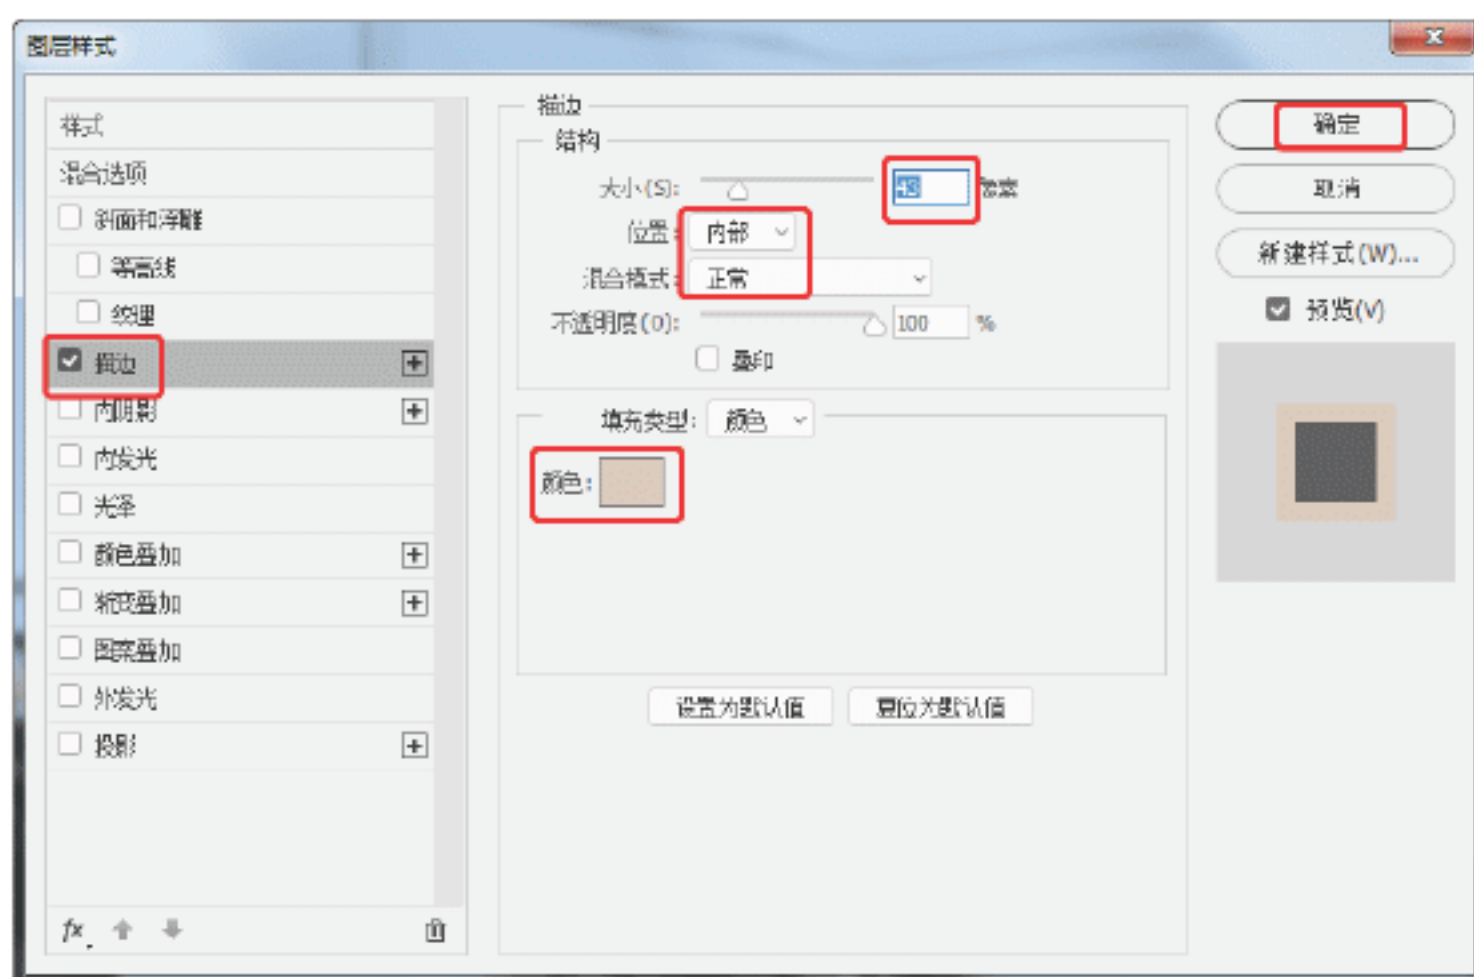 图层样式
样式
混合选项
斜面和浮雕
等高线
纹理
描边
内阴影
内发光
光泽
颜色叠加
渐变叠加
图案叠加
外发光
投影
fx
描边
结构
大小(S): 43 像素
位置: 内部
混合模式: 正常
不透明度(O): 100 %
叠印
填充类型: 颜色
颜色:
设置为默认值 复位为默认值
确定
取消
新建样式(W)...
预览(V)